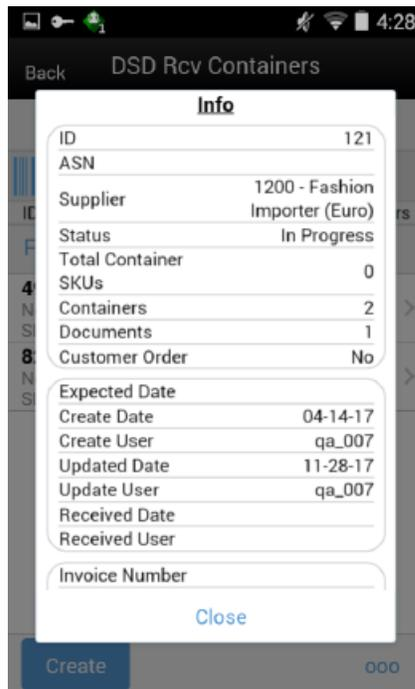 1
4:28
Back
DSD Rcv Containers
Info
ID 121
ASN
Supplier 1200 - Fashion
Importer (Euro)
Status In Progress
Total Container
SKUs 0
Containers 2
Documents 1
Customer Order No
Expected Date
Create Date 04-14-17
Create User qa_007
Updated Date 11-28-17
Update User qa_007
Received Date
Received User
Invoice Number
Close
Create
ooo